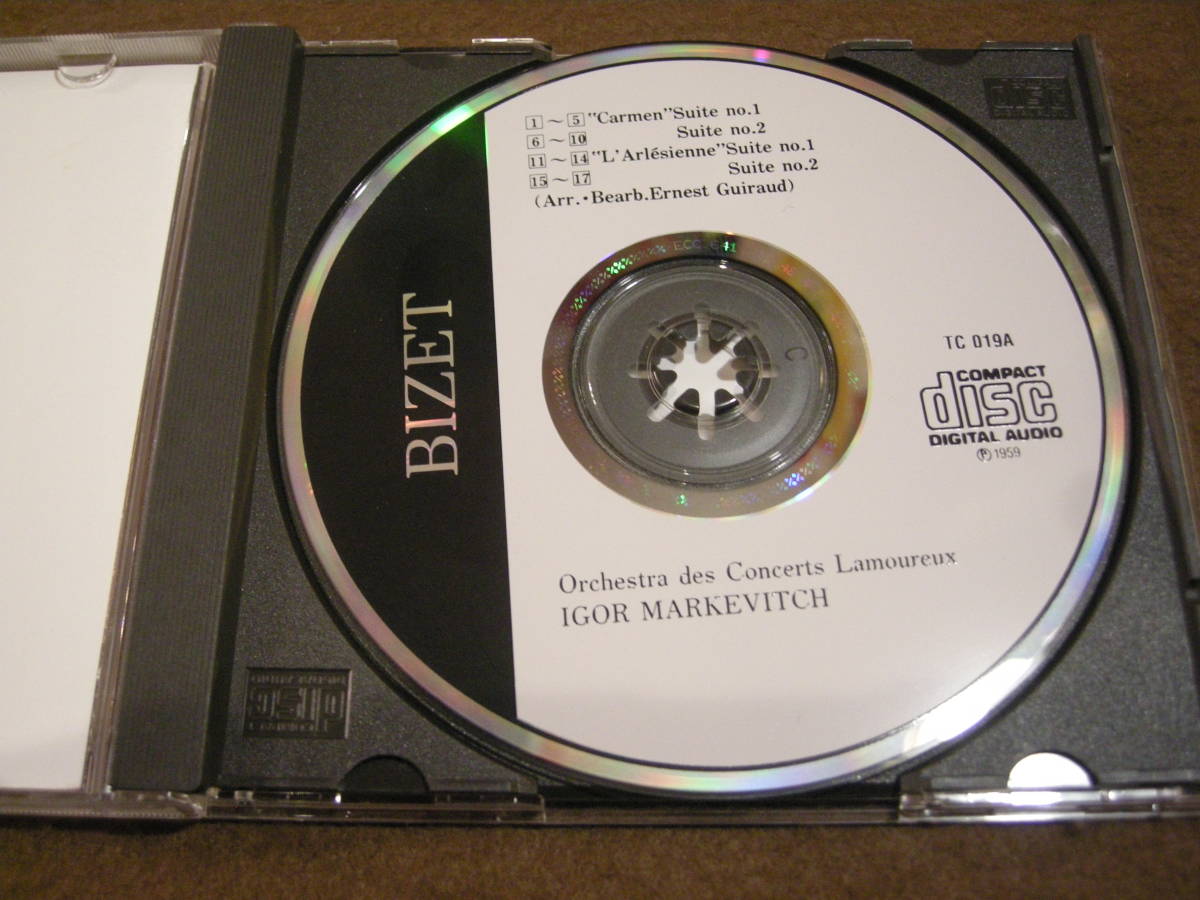 1 ~ 5 "Carmen"Suite no.1
6 ~ 10 Suite no.2
11 ~ 14 "L'Arlésienne"Suite no.1
15 ~ 17 Suite no.2
(Arr.・Bearb.Ernest Guiraud)
BIZET
TC 019A
COMPACT
disc
DIGITAL AUDIO
Ⓟ1959
Orchestra des Concerts Lamoureux
IGOR MARKEVITCH